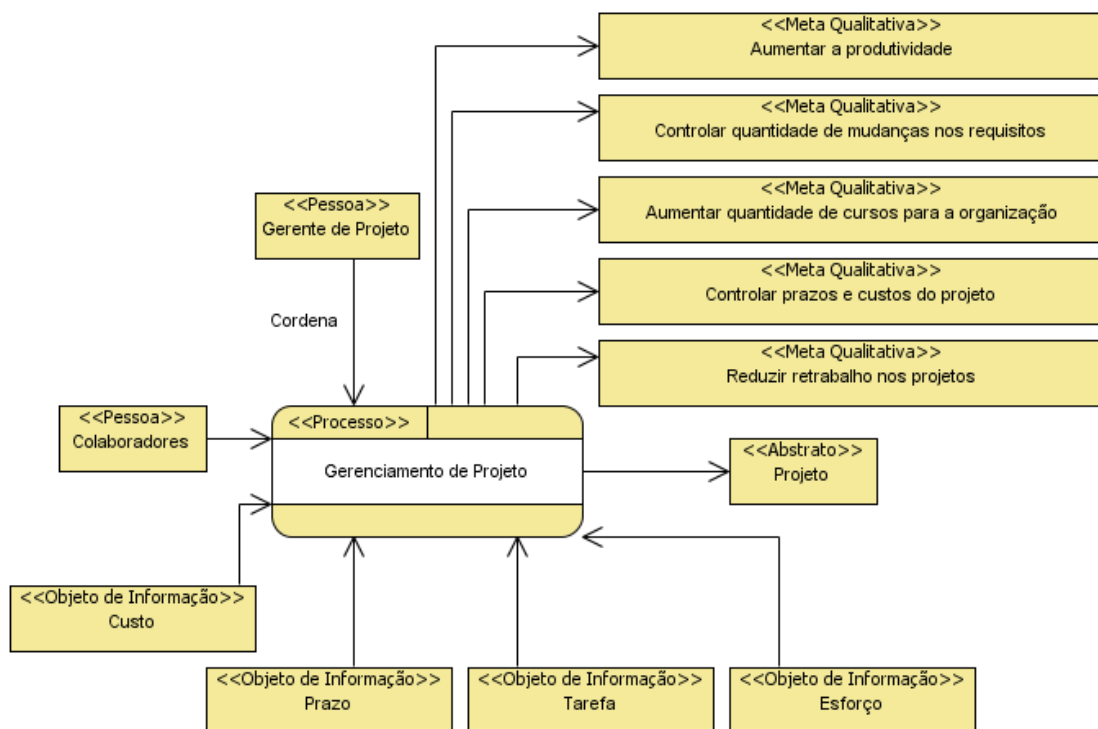 <<Meta Qualitativa>>
Aumentar a produtividade
<<Meta Qualitativa>>
Controlar quantidade de mudanças nos requisitos
<<Meta Qualitativa>>
Aumentar quantidade de cursos para a organização
<<Pessoa>>
Gerente de Projeto
<<Meta Qualitativa>>
Controlar prazos e custos do projeto
Cordena
<<Meta Qualitativa>>
Reduzir retrabalho nos projetos
<<Pessoa>>
Colaboradores
<<Processo>>
Gerenciamento de Projeto
<<Abstrato>>
Projeto
<<Objeto de Informação>>
Custo
<<Objeto de Informação>>
Prazo
<<Objeto de Informação>>
Tarefa
<<Objeto de Informação>>
Esforço